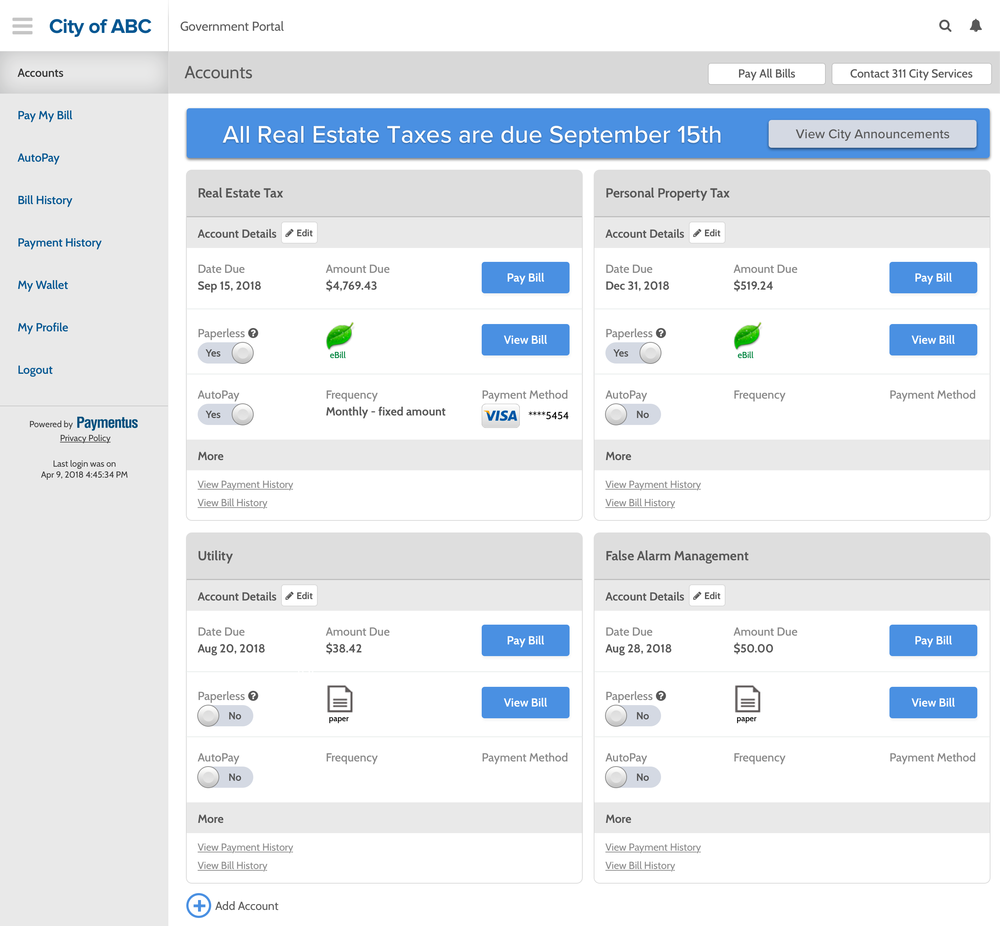 City of ABC
Government Portal
Accounts
Pay My Bill
AutoPay
Bill History
Payment History
My Wallet
My Profile
Logout
Powered by Paymentus
Privacy Policy
Last login was on
Apr 9, 2018 4:45:34 PM
Accounts
Pay All Bills
Contact 311 City Services
All Real Estate Taxes are due September 15th
View City Announcements
Real Estate Tax
Account Details Edit
Date Due Amount Due
Sep 15, 2018 $4,769.43
Pay Bill
Paperless ?
Yes
eBill
View Bill
AutoPay Frequency Payment Method
Yes Monthly - fixed amount VISA ****5454
More
View Payment History
View Bill History
Personal Property Tax
Account Details Edit
Date Due Amount Due
Dec 31, 2018 $519.24
Pay Bill
Paperless ?
Yes
eBill
View Bill
AutoPay Frequency Payment Method
No
More
View Payment History
View Bill History
Utility
Account Details Edit
Date Due Amount Due
Aug 20, 2018 $38.42
Pay Bill
Paperless ?
No
paper
View Bill
AutoPay Frequency Payment Method
No
More
View Payment History
View Bill History
False Alarm Management
Account Details Edit
Date Due Amount Due
Aug 28, 2018 $50.00
Pay Bill
Paperless ?
No
paper
View Bill
AutoPay Frequency Payment Method
No
More
View Payment History
View Bill History
Add Account